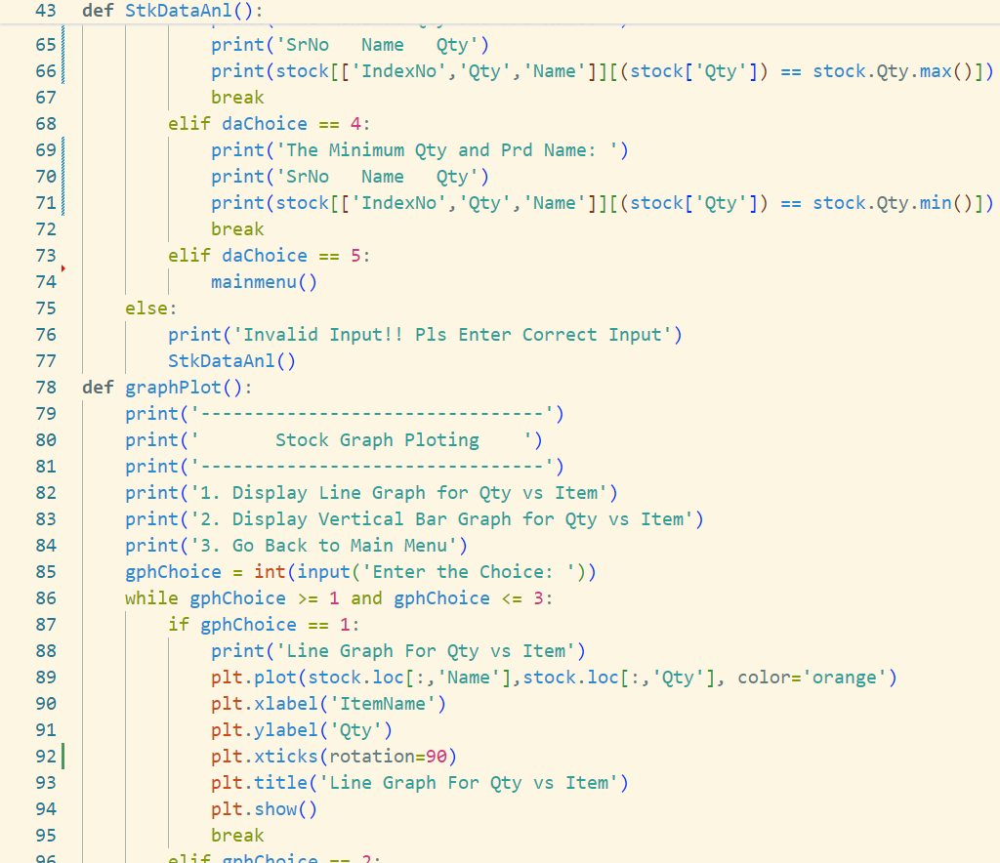 43 def StkDataAnl():
65 print('SrNo   Name   Qty')
66 print(stock[['IndexNo','Qty','Name']][(stock['Qty']) == stock.Qty.max()])
67 break
68 elif daChoice == 4:
69 print('The Minimum Qty and Prd Name: ')
70 print('SrNo   Name   Qty')
71 print(stock[['IndexNo','Qty','Name']][(stock['Qty']) == stock.Qty.min()])
72 break
73 elif daChoice == 5:
74 mainmenu()
75 else:
76 print('Invalid Input!! Pls Enter Correct Input')
77 StkDataAnl()
78 def graphPlot():
79 print('--------------------------------')
80 print('       Stock Graph Ploting    ')
81 print('--------------------------------')
82 print('1. Display Line Graph for Qty vs Item')
83 print('2. Display Vertical Bar Graph for Qty vs Item')
84 print('3. Go Back to Main Menu')
85 gphChoice = int(input('Enter the Choice: '))
86 while gphChoice >= 1 and gphChoice <= 3:
87 if gphChoice == 1:
88 print('Line Graph For Qty vs Item')
89 plt.plot(stock.loc[:,'Name'],stock.loc[:,'Qty'], color='orange')
90 plt.xlabel('ItemName')
91 plt.ylabel('Qty')
92 plt.xticks(rotation=90)
93 plt.title('Line Graph For Qty vs Item')
94 plt.show()
95 break
96 elif gphChoice == 2: